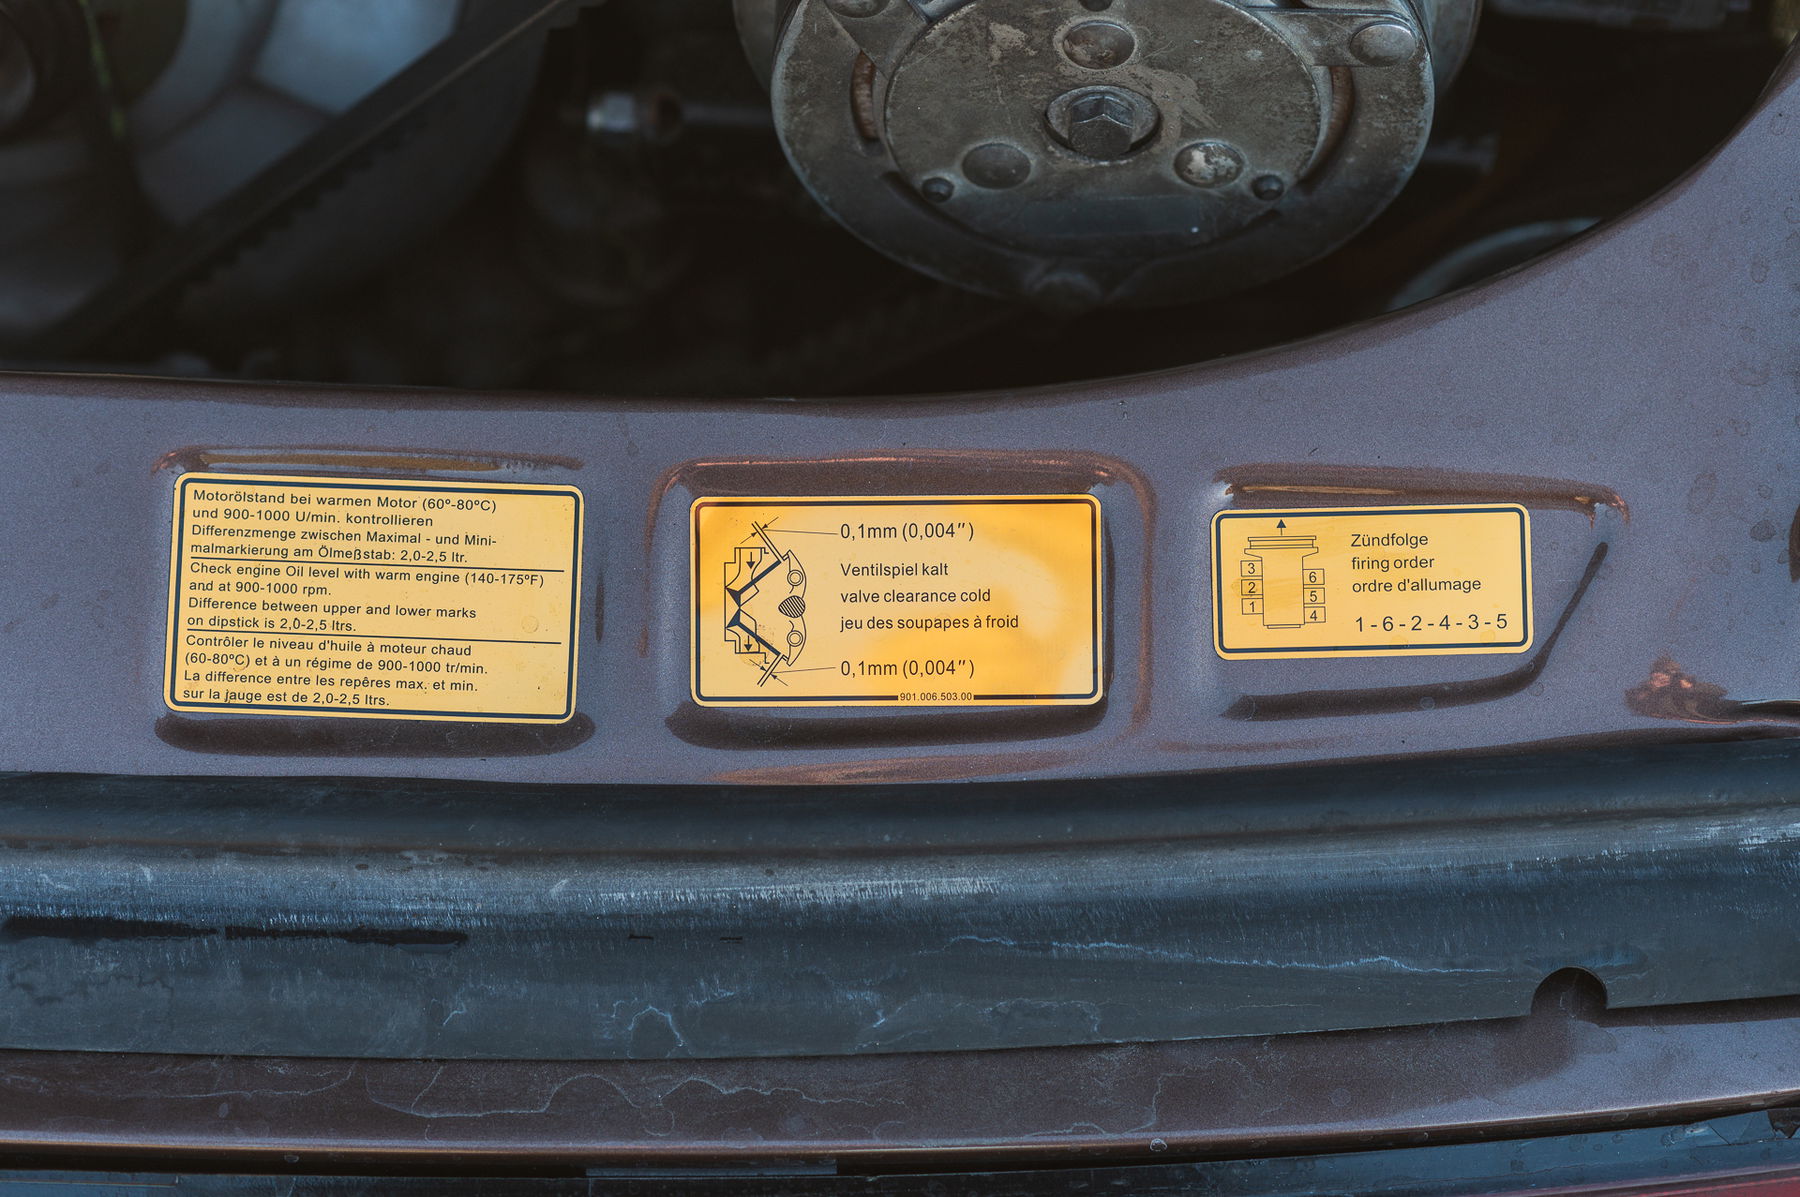 Motorölstand bei warmen Motor (60º-80ºC)
und 900-1000 U/min. kontrollieren
Differenzmenge zwischen Maximal - und Mini-
malmarkierung am Ölmeßstab: 2,0-2,5 ltr.
Check engine Oil level with warm engine (140-175ºF)
and at 900-1000 rpm.
Difference between upper and lower marks
on dipstick is 2,0-2,5 ltrs.
Contrôler le niveau d'huile à moteur chaud
(60-80ºC) et à un régime de 900-1000 tr/min.
La difference entre les repêres max. et min.
sur la jauge est de 2,0-2,5 ltrs.
0,1mm (0,004″)
Ventilspiel kalt
valve clearance cold
jeu des soupapes à froid
0,1mm (0,004″)
901.006.503.00
Zündfolge
firing order
ordre d'allumage
1-6-2-4-3-5
3
2
1
6
5
4